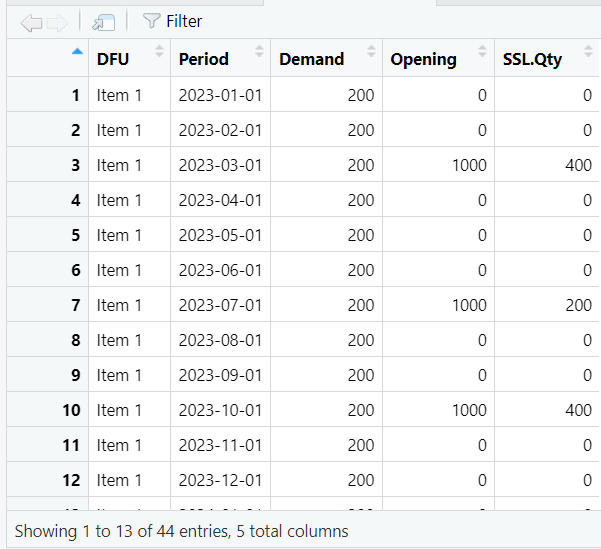 Filter
DFU Period Demand Opening SSL.Qty
1 Item 1 2023-01-01 200 0 0
2 Item 1 2023-02-01 200 0 0
3 Item 1 2023-03-01 200 1000 400
4 Item 1 2023-04-01 200 0 0
5 Item 1 2023-05-01 200 0 0
6 Item 1 2023-06-01 200 0 0
7 Item 1 2023-07-01 200 1000 200
8 Item 1 2023-08-01 200 0 0
9 Item 1 2023-09-01 200 0 0
10 Item 1 2023-10-01 200 1000 400
11 Item 1 2023-11-01 200 0 0
12 Item 1 2023-12-01 200 0 0
Showing 1 to 13 of 44 entries, 5 total columns